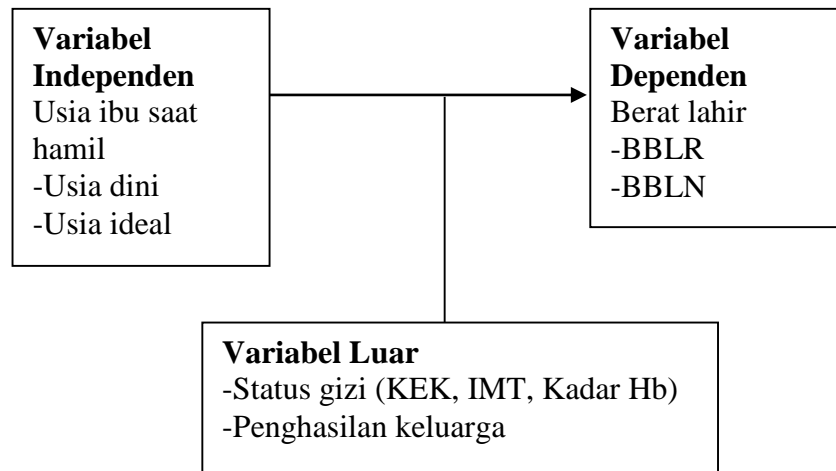 Variabel
Independen
Usia ibu saat
hamil
-Usia dini
-Usia ideal
Variabel
Dependen
Berat lahir
-BBLR
-BBLN
Variabel Luar
-Status gizi (KEK, IMT, Kadar Hb)
-Penghasilan keluarga